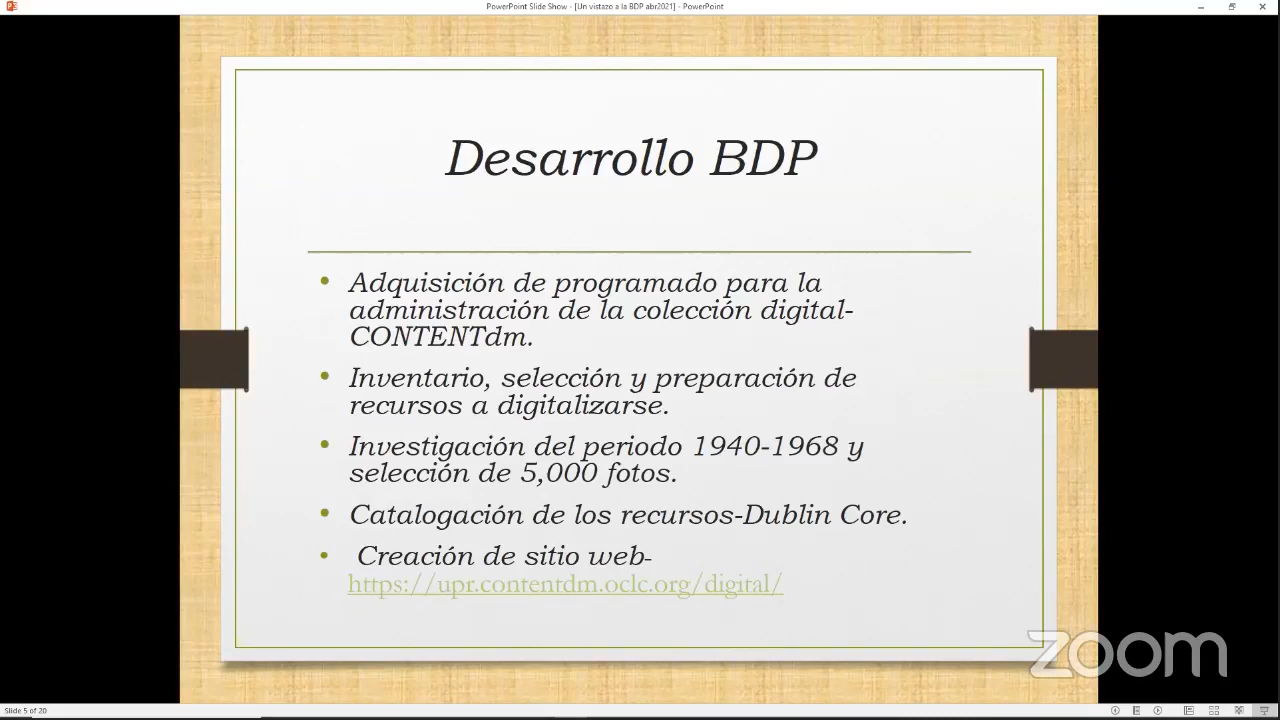 PowerPoint Slide Show - [Un vistazo a la BDP abr2021] - PowerPoint
Desarrollo BDP
• Adquisición de programado para la
administración de la colección digital-
CONTENTdm.
• Inventario, selección y preparación de
recursos a digitalizarse.
• Investigación del periodo 1940-1968 y
selección de 5,000 fotos.
• Catalogación de los recursos-Dublin Core.
• Creación de sitio web-
https://upr.contentdm.oclc.org/digital/
zoom
Slide 5 of 20